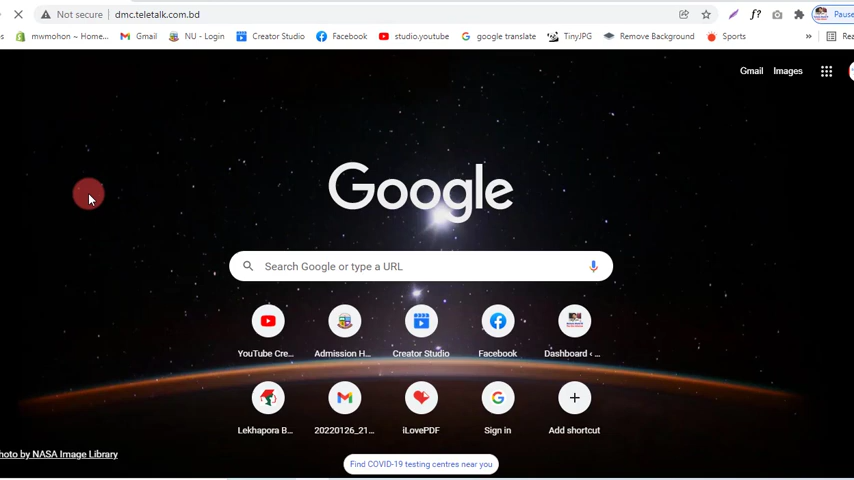 Not secure dmc.teletalk.com.bd Pause
mwmohon ~ Home... Gmail NU - Login Creator Studio Facebook studio.youtube google translate TinyJPG Remove Background Sports »
Gmail Images
Google
Search Google or type a URL
YouTube Cre... Admission H... Creator Studio Facebook Dashboard ‹ ...
Lekhapora B... 20220126_21... iLovePDF Sign in Add shortcut
hoto by NASA Image Library
Find COVID-19 testing centres near you